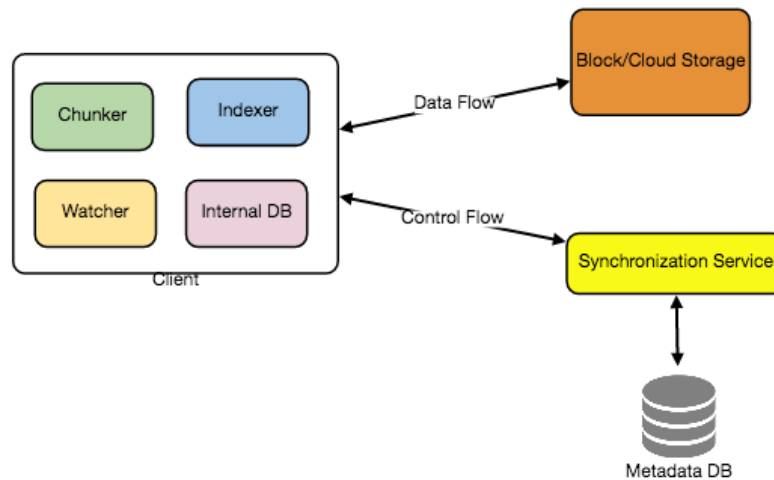 Block/Cloud Storage
Chunker
Indexer
Data Flow
Watcher
Internal DB
Control Flow
Client
Synchronization Service
Metadata DB